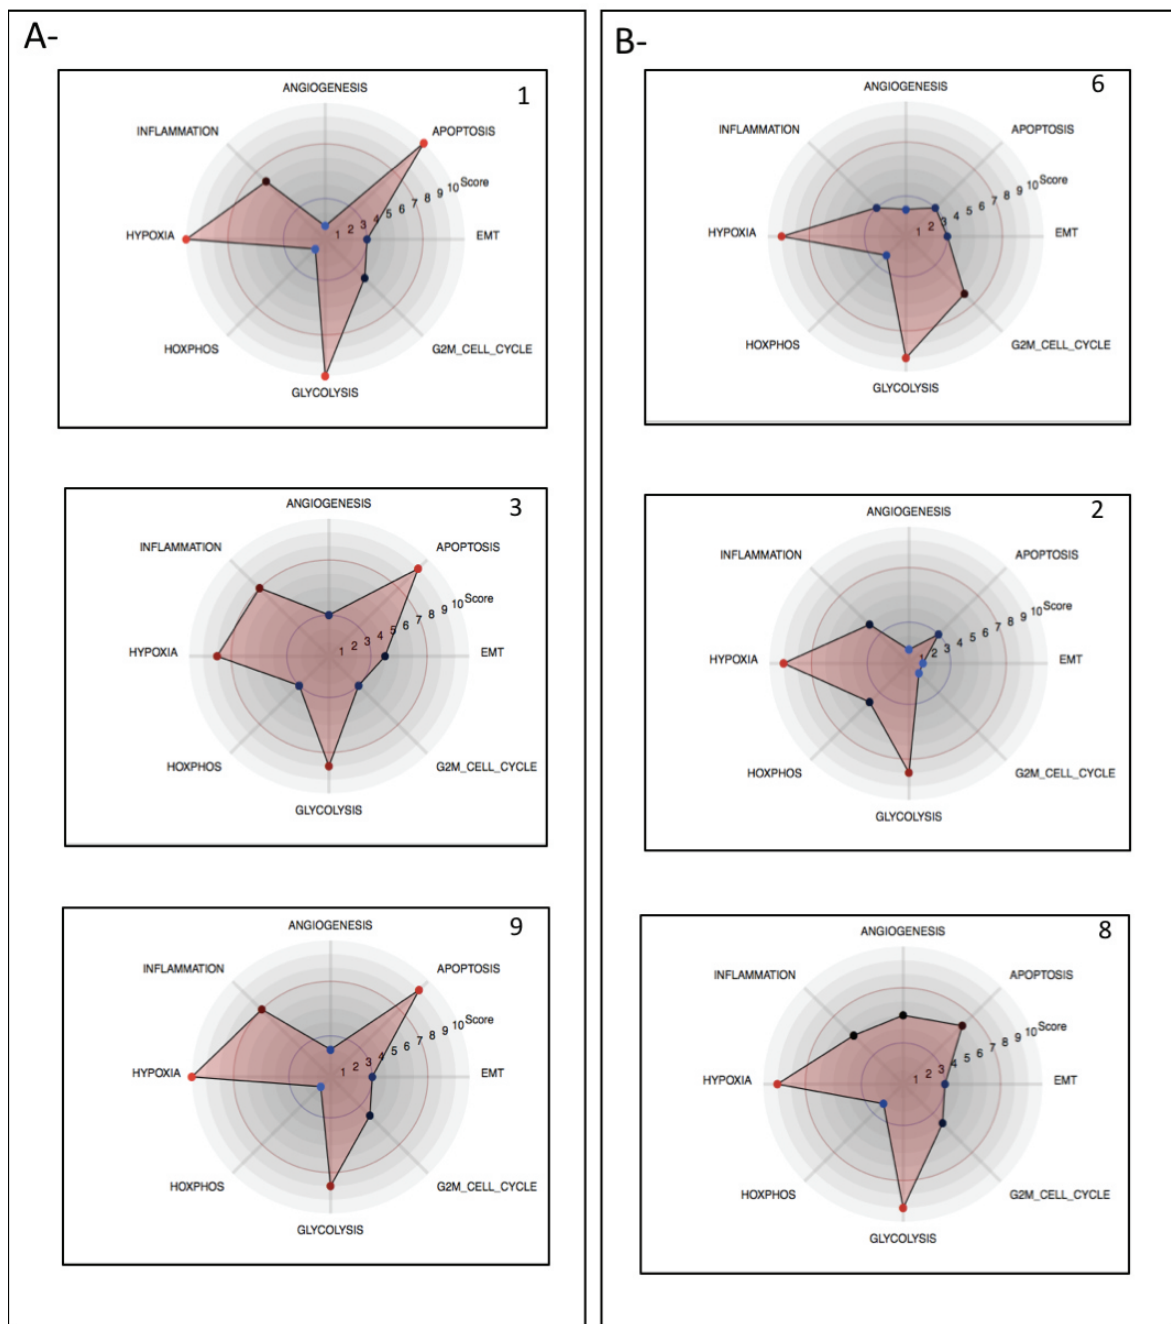 A-
1
ANGIOGENESIS
INFLAMMATION
APOPTOSIS
Score
1 2 3 4 5 6 7 8 9 10
HYPOXIA
EMT
HOXPHOS
G2M_CELL_CYCLE
GLYCOLYSIS
3
ANGIOGENESIS
INFLAMMATION
APOPTOSIS
Score
1 2 3 4 5 6 7 8 9 10
HYPOXIA
EMT
HOXPHOS
G2M_CELL_CYCLE
GLYCOLYSIS
9
ANGIOGENESIS
INFLAMMATION
APOPTOSIS
Score
1 2 3 4 5 6 7 8 9 10
HYPOXIA
EMT
HOXPHOS
G2M_CELL_CYCLE
GLYCOLYSIS
B-
6
ANGIOGENESIS
INFLAMMATION
APOPTOSIS
Score
1 2 3 4 5 6 7 8 9 10
HYPOXIA
EMT
HOXPHOS
G2M_CELL_CYCLE
GLYCOLYSIS
2
ANGIOGENESIS
INFLAMMATION
APOPTOSIS
Score
1 2 3 4 5 6 7 8 9 10
HYPOXIA
EMT
HOXPHOS
G2M_CELL_CYCLE
GLYCOLYSIS
8
ANGIOGENESIS
INFLAMMATION
APOPTOSIS
Score
1 2 3 4 5 6 7 8 9 10
HYPOXIA
EMT
HOXPHOS
G2M_CELL_CYCLE
GLYCOLYSIS